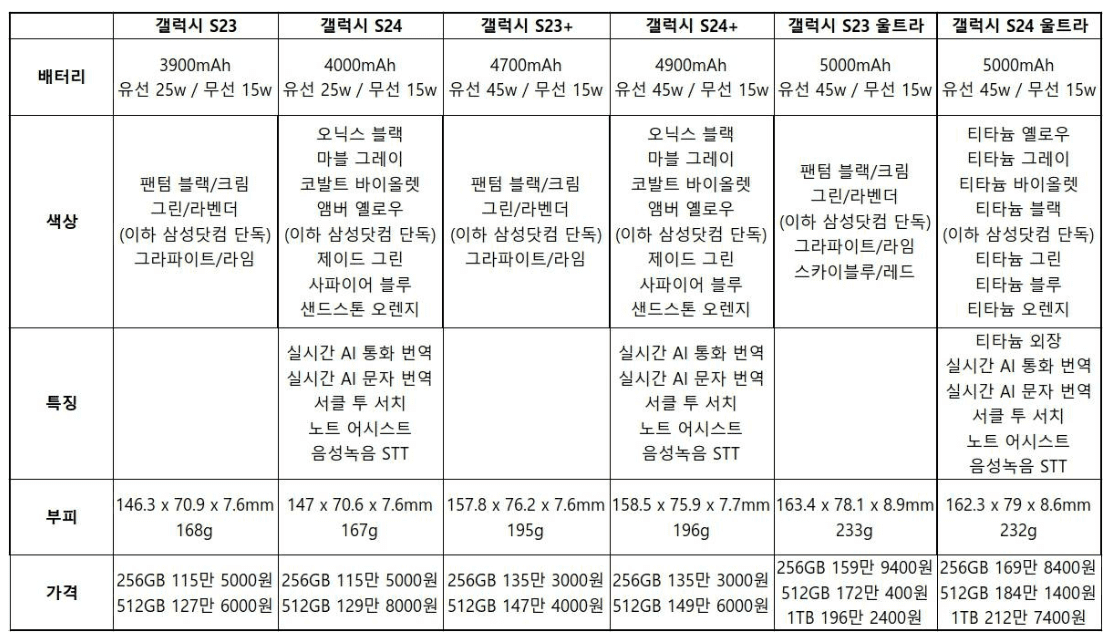 갤럭시 S23 갤럭시 S24 갤럭시 S23+ 갤럭시 S24+ 갤럭시 S23 울트라 갤럭시 S24 울트라
배터리
3900mAh
유선 25w / 무선 15w
4000mAh
유선 25w / 무선 15w
4700mAh
유선 45w / 무선 15w
4900mAh
유선 45w / 무선 15w
5000mAh
유선 45w / 무선 15w
5000mAh
유선 45w / 무선 15w
색상
팬텀 블랙/크림
그린/라벤더
(이하 삼성닷컴 단독)
그라파이트/라임
오닉스 블랙
마블 그레이
코발트 바이올렛
앰버 옐로우
(이하 삼성닷컴 단독)
제이드 그린
사파이어 블루
샌드스톤 오렌지
팬텀 블랙/크림
그린/라벤더
(이하 삼성닷컴 단독)
그라파이트/라임
오닉스 블랙
마블 그레이
코발트 바이올렛
앰버 옐로우
(이하 삼성닷컴 단독)
제이드 그린
사파이어 블루
샌드스톤 오렌지
팬텀 블랙/크림
그린/라벤더
(이하 삼성닷컴 단독)
그라파이트/라임
스카이블루/레드
티타늄 옐로우
티타늄 그레이
티타늄 바이올렛
티타늄 블랙
(이하 삼성닷컴 단독)
티타늄 그린
티타늄 블루
티타늄 오렌지
특징
실시간 AI 통화 번역
실시간 AI 문자 번역
서클 투 서치
노트 어시스트
음성녹음 STT
실시간 AI 통화 번역
실시간 AI 문자 번역
서클 투 서치
노트 어시스트
음성녹음 STT
티타늄 외장
실시간 AI 통화 번역
실시간 AI 문자 번역
서클 투 서치
노트 어시스트
음성녹음 STT
부피
146.3 x 70.9 x 7.6mm
168g
147 x 70.6 x 7.6mm
167g
157.8 x 76.2 x 7.6mm
195g
158.5 x 75.9 x 7.7mm
196g
163.4 x 78.1 x 8.9mm
233g
162.3 x 79 x 8.6mm
232g
가격
256GB 115만 5000원
512GB 127만 6000원
256GB 115만 5000원
512GB 129만 8000원
256GB 135만 3000원
512GB 147만 4000원
256GB 135만 3000원
512GB 149만 6000원
256GB 159만 9400원
512GB 172만 400원
1TB 196만 2400원
256GB 169만 8400원
512GB 184만 1400원
1TB 212만 7400원